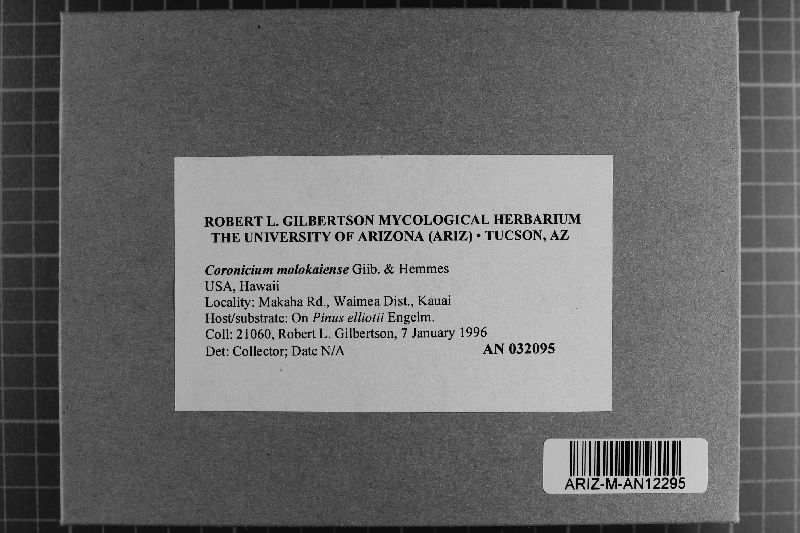 ROBERT L. GILBERTSON MYCOLOGICAL HERBARIUM
THE UNIVERSITY OF ARIZONA (ARIZ) • TUCSON, AZ
Coronicium molokaiense Giib. & Hemmes
USA, Hawaii
Locality: Makaha Rd., Waimea Dist., Kauai
Host/substrate: On Pinus elliotii Engelm.
Coll: 21060, Robert L. Gilbertson, 7 January 1996
Det: Collector; Date N/A AN 032095
ARIZ-M-AN12295